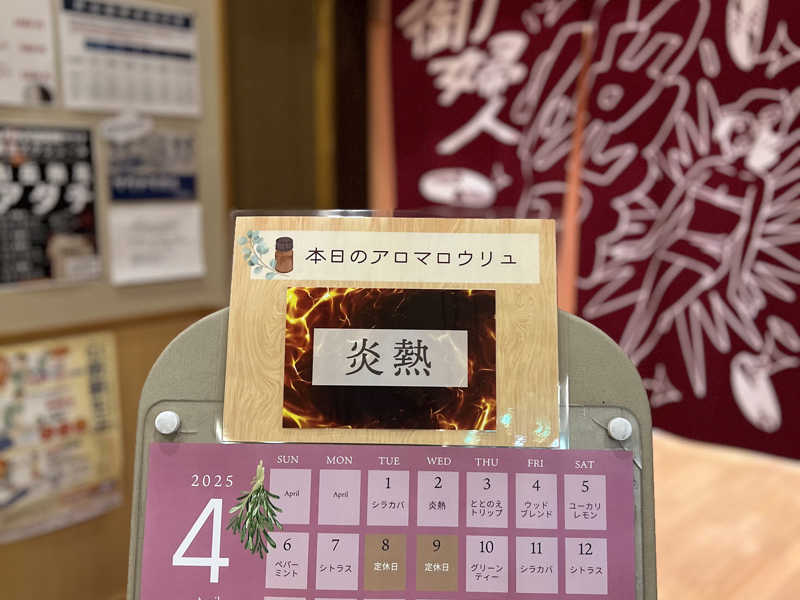 御婦人
本日のアロマロウリュ
炎熱
2025
4
April
SUN MON TUE WED THU FRI SAT
April April 1 2 3 4 5
シラカバ 炎熱 ととのえトリップ ウッドブレンド ユーカリレモン
6 7 8 9 10 11 12
ペパーミント シトラス 定休日 定休日 グリーンティー シラカバ シトラス